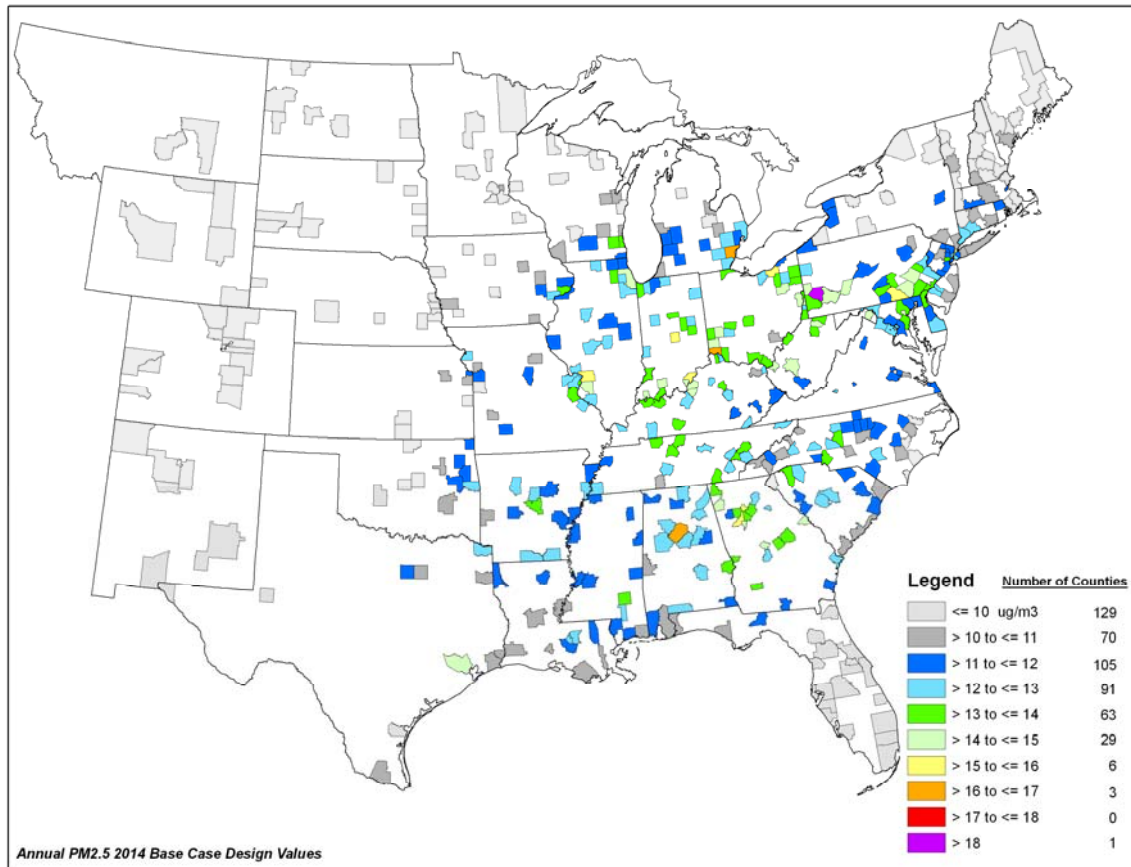 Legend Number of Counties
<= 10 ug/m3 129
> 10 to <= 11 70
> 11 to <= 12 105
> 12 to <= 13 91
> 13 to <= 14 63
> 14 to <= 15 29
> 15 to <= 16 6
> 16 to <= 17 3
> 17 to <= 18 0
> 18 1
Annual PM2.5 2014 Base Case Design Values